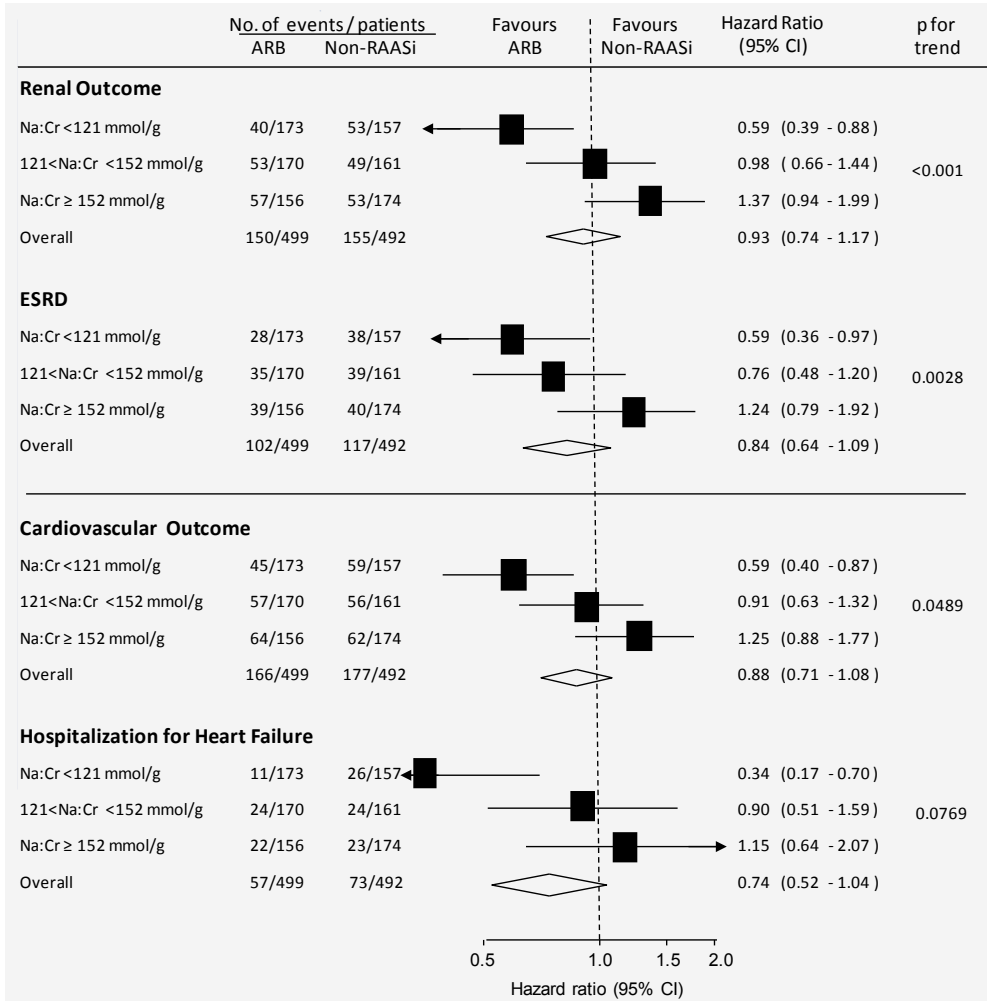 No. of events / patients Favours Favours Hazard Ratio p for
ARB Non-RAASi ARB Non-RAASi (95% CI) trend
Renal Outcome
Na:Cr <121 mmol/g 40/173 53/157 0.59 (0.39 - 0.88)
121<Na:Cr <152 mmol/g 53/170 49/161 0.98 ( 0.66 - 1.44) <0.001
Na:Cr ≥ 152 mmol/g 57/156 53/174 1.37 (0.94 - 1.99)
Overall 150/499 155/492 0.93 (0.74 - 1.17)
ESRD
Na:Cr <121 mmol/g 28/173 38/157 0.59 (0.36 - 0.97)
121<Na:Cr <152 mmol/g 35/170 39/161 0.76 (0.48 - 1.20) 0.0028
Na:Cr ≥ 152 mmol/g 39/156 40/174 1.24 (0.79 - 1.92)
Overall 102/499 117/492 0.84 (0.64 - 1.09)
Cardiovascular Outcome
Na:Cr <121 mmol/g 45/173 59/157 0.59 (0.40 - 0.87)
121<Na:Cr <152 mmol/g 57/170 56/161 0.91 (0.63 - 1.32) 0.0489
Na:Cr ≥ 152 mmol/g 64/156 62/174 1.25 (0.88 - 1.77)
Overall 166/499 177/492 0.88 (0.71 - 1.08)
Hospitalization for Heart Failure
Na:Cr <121 mmol/g 11/173 26/157 0.34 (0.17 - 0.70)
121<Na:Cr <152 mmol/g 24/170 24/161 0.90 (0.51 - 1.59) 0.0769
Na:Cr ≥ 152 mmol/g 22/156 23/174 1.15 (0.64 - 2.07)
Overall 57/499 73/492 0.74 (0.52 - 1.04)
0.5 1.0 1.5 2.0
Hazard ratio (95% CI)